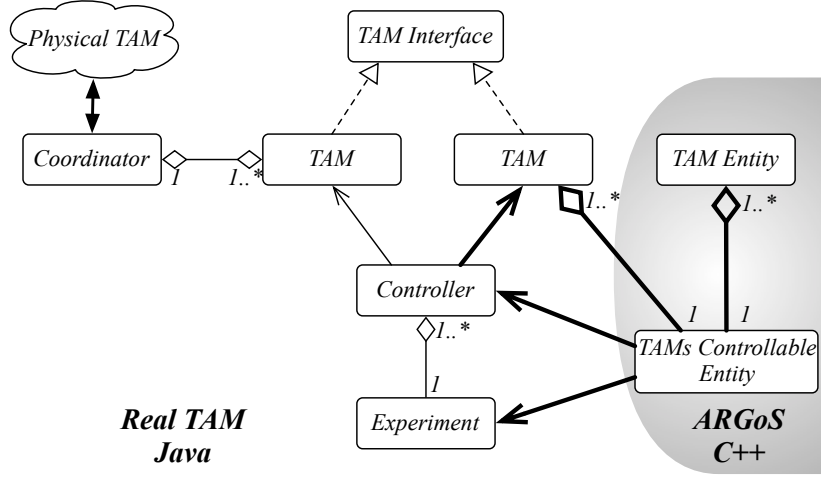 Physical TAM
TAM Interface
Coordinator
1
1..*
TAM
TAM
1..*
TAM Entity
1..*
Controller
1..*
1
Experiment
1
1
TAMs Controllable
Entity
Real TAM
Java
ARGoS
C++